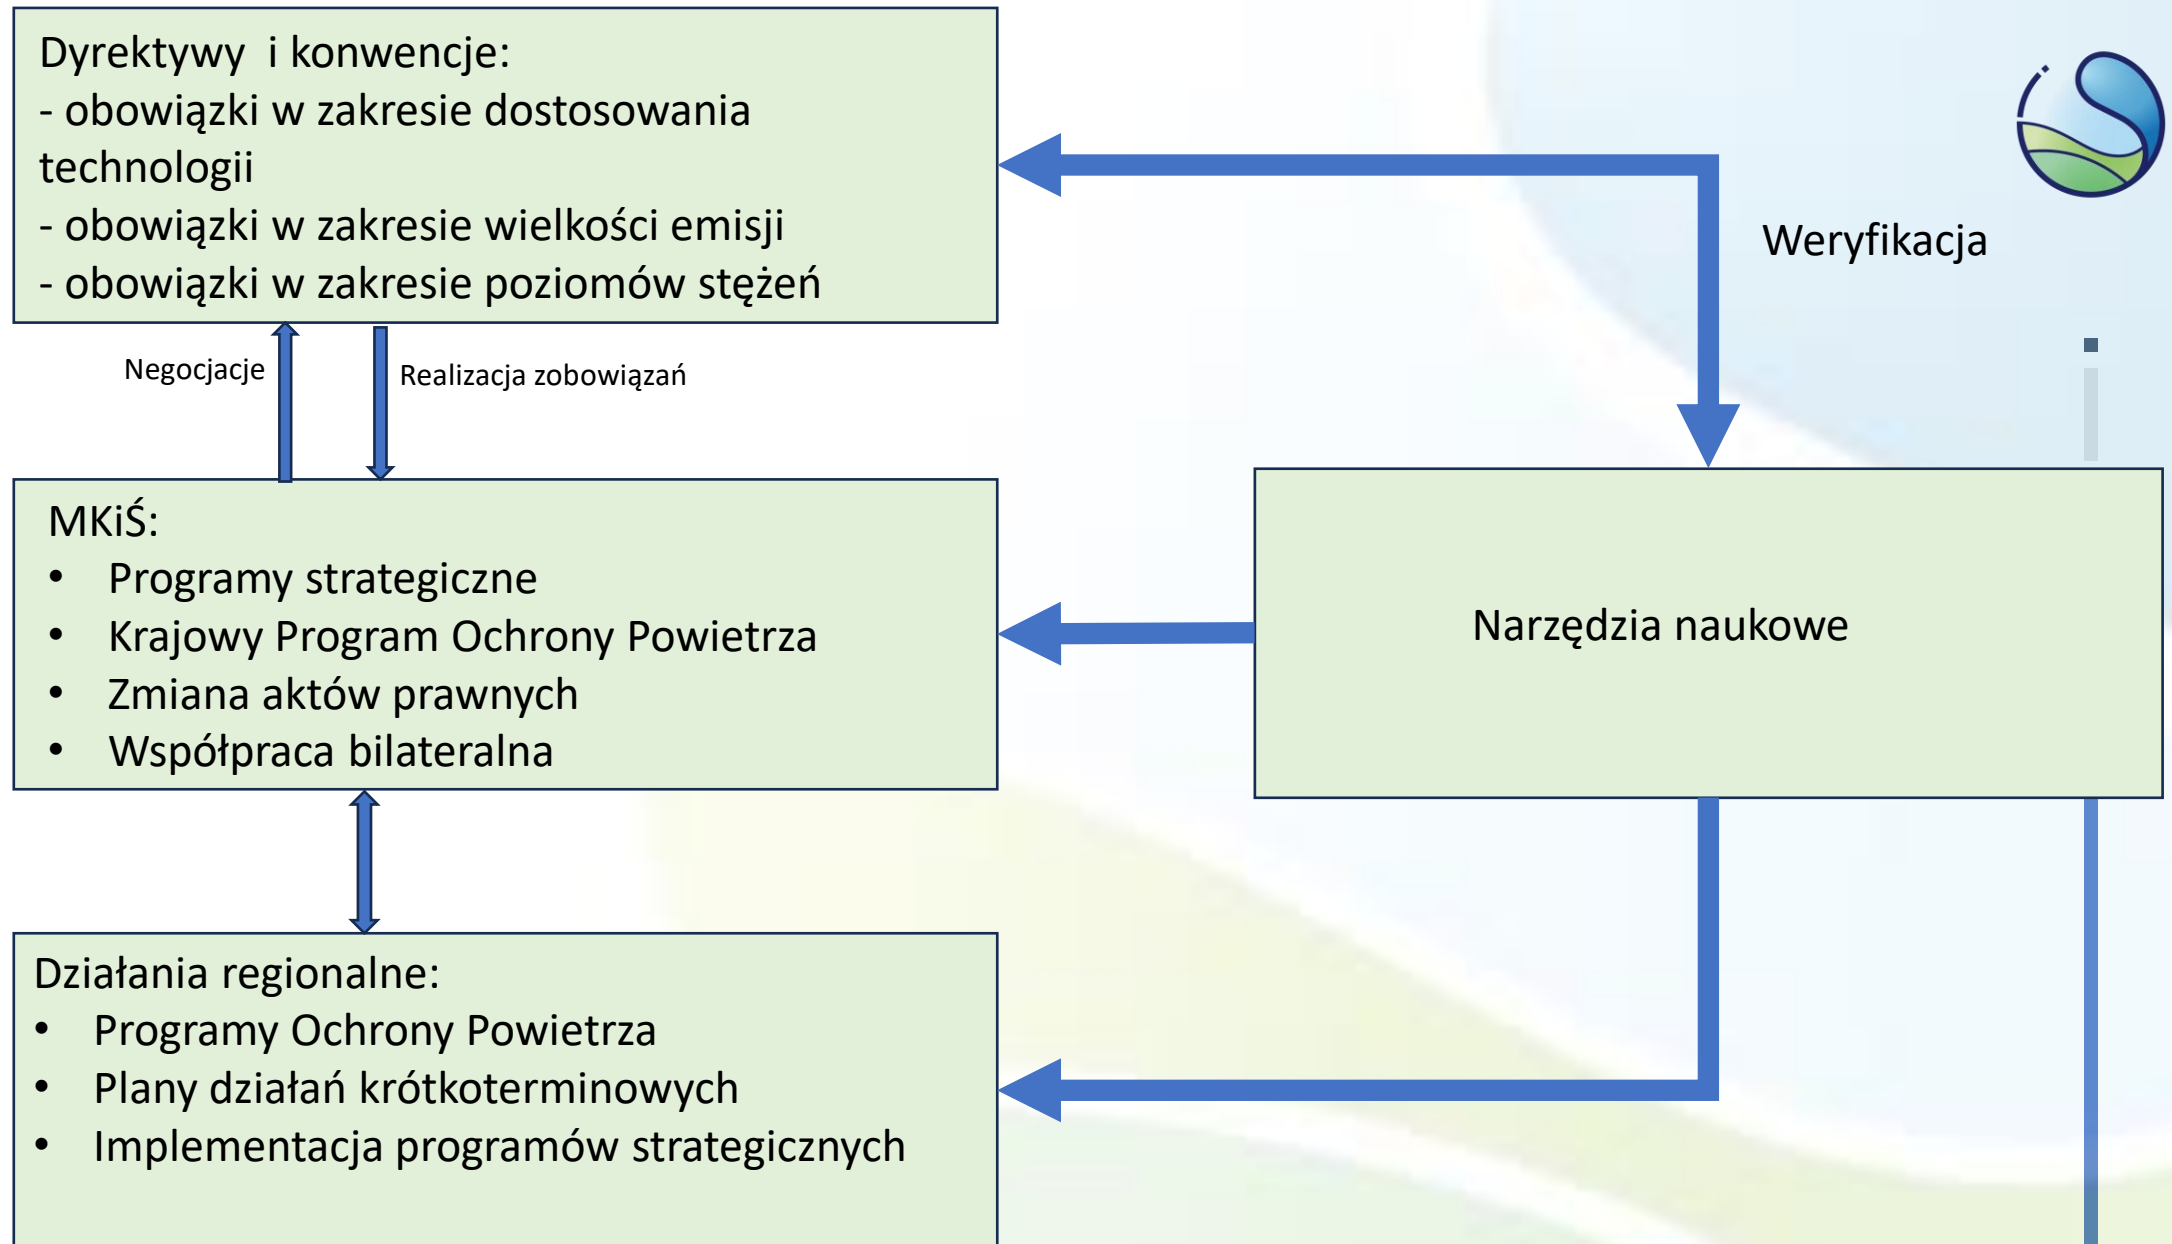 Dyrektywy i konwencje:
- obowiązki w zakresie dostosowania
technologii
- obowiązki w zakresie wielkości emisji
- obowiązki w zakresie poziomów stężeń
Weryfikacja
Negocjacje
Realizacja zobowiązań
MKiŚ:
• Programy strategiczne
• Krajowy Program Ochrony Powietrza
• Zmiana aktów prawnych
• Współpraca bilateralna
Narzędzia naukowe
Działania regionalne:
• Programy Ochrony Powietrza
• Plany działań krótkoterminowych
• Implementacja programów strategicznych